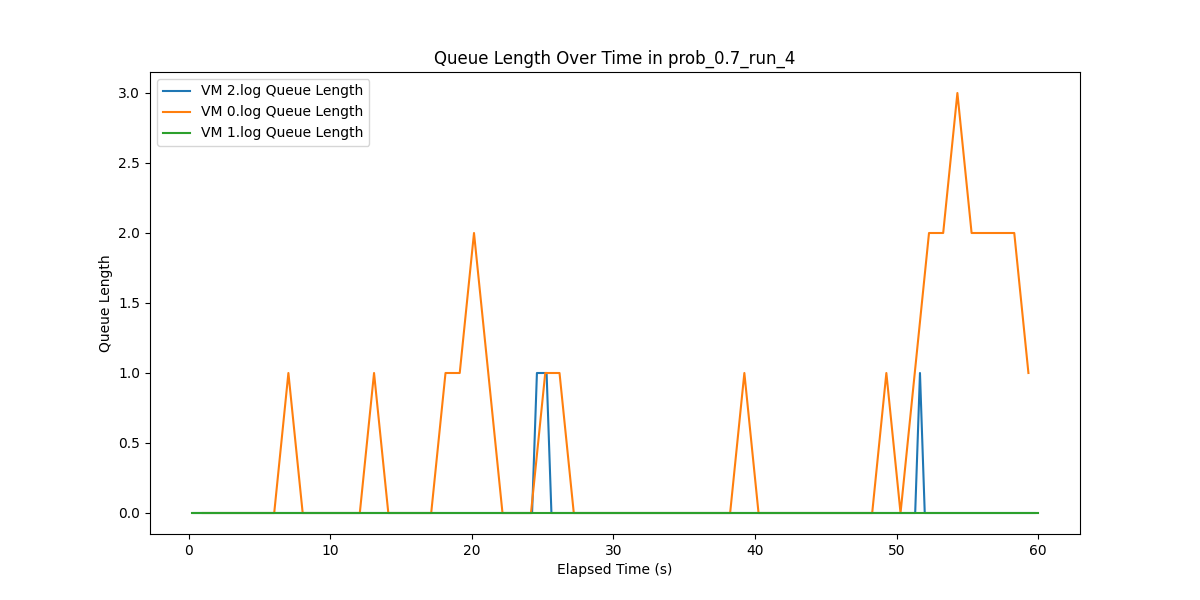 Queue Length Over Time in prob_0.7_run_4
VM 2.log Queue Length
VM 0.log Queue Length
VM 1.log Queue Length
3.0
2.5
2.0
1.5
1.0
0.5
0.0
Queue Length
0 10 20 30 40 50 60
Elapsed Time (s)